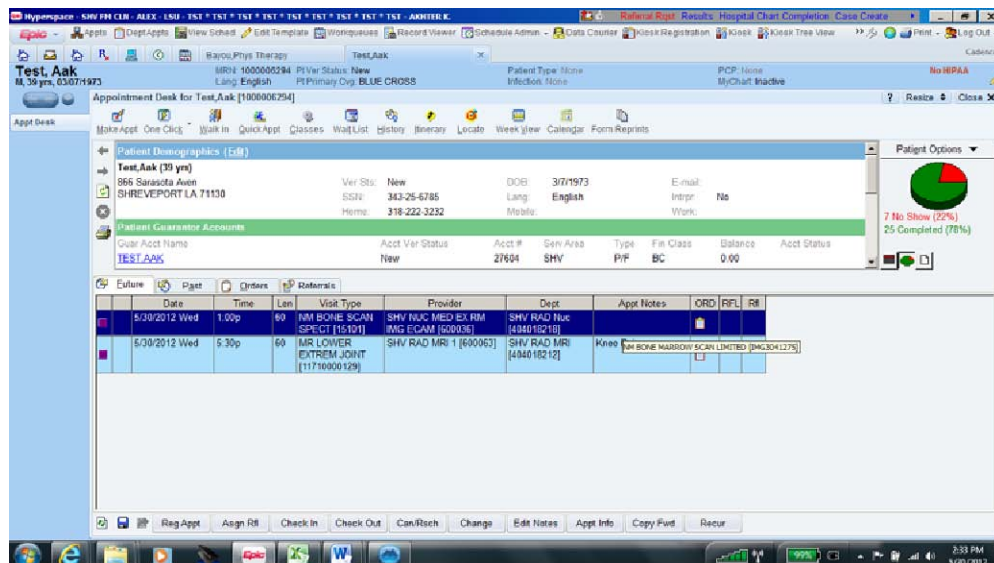 Hyperspace - SHV FM CLN - ALEX - LSU - TST * TST * TST * TST * TST * TST * TST * TST * TST - AKHTER K.
Referral Rqst Results Hospital Chart Completion Case Create
Epic Appts Dept Appts View Sched Edit Template Workqueues Record Viewer Schedule Admin Data Courier Kiosk Registration Kiosk Kiosk Tree View Print Log Out
Bayou, Phys Therapy Test,Aak Cadence
Test, Aak MRN: 1000006294 Pt Ver Status: New Patient Type: None PCP: None No HIPAA
M, 39 yrs, 03/07/1973 Lang: English Pt Primary Cvg: BLUE CROSS Infection: None MyChart: Inactive
Appointment Desk for Test,Aak [1000006294] ? Resize Close X
Appt Desk
Make Appt One Click Walk In Quick Appt Classes Wait List History Itinerary Locate Week View Calendar Form Reprints
Patient Demographics (Edit) Patient Options
Test,Aak (39 yrs)
866 Sarasota Aven Ver Sts: New DOB: 3/7/1973 E-mail:
SHREVEPORT LA 71130 SSN: 343-25-6785 Lang: English Intrpr: No
Home: 318-222-3232 Mobile: Work:
7 No Show (22%)
25 Completed (78%)
Patient Guarantor Accounts
Guar Acct Name Acct Ver Status Acct # Serv Area Type Fin Class Balance Acct Status
TEST,AAK New 27604 SHV P/F BC 0.00
Future Past Orders Referrals
Date Time Len Visit Type Provider Dept Appt Notes ORD RFL Rfl
5/30/2012 Wed 1:00p 60 NM BONE SCAN SPECT [15101] SHV NUC MED EX RM IMG ECAM [600036] SHV RAD Nuc [404018218]
5/30/2012 Wed 5:30p 60 MR LOWER EXTREM JOINT [11710000129] SHV RAD MRI 1 [600063] SHV RAD MRI [404018212] Knee
NM BONE MARROW SCAN LIMITED [IMG3041275]
Reg Appt Asgn Rfl Check In Check Out Can/Rsch Change Edit Notes Appt Info Copy Fwd Recur
Epic 99% 2:33 PM
5/30/2012